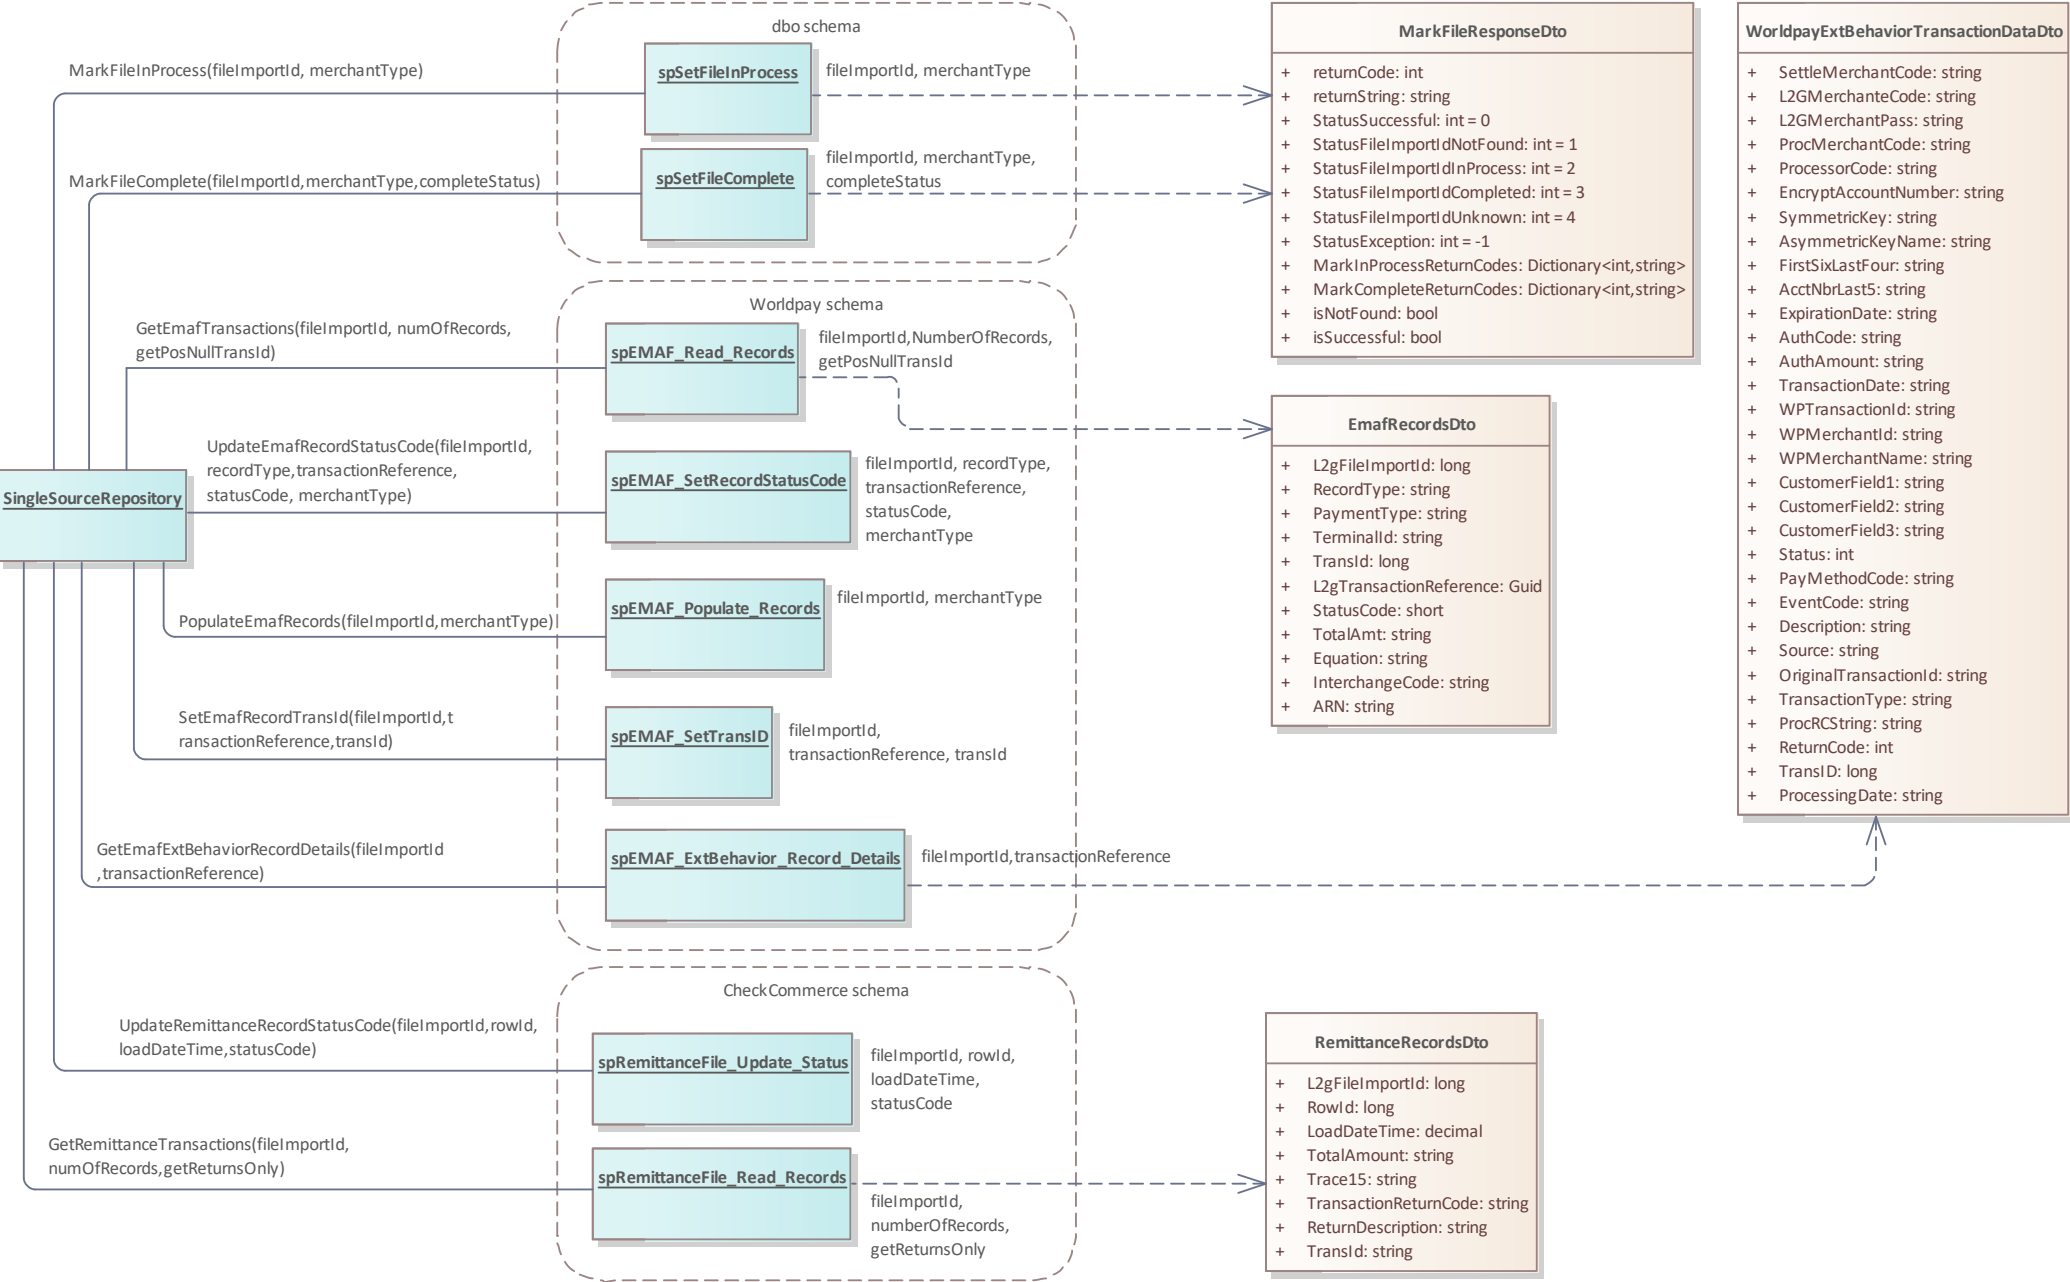 dbo schema
MarkFileInProcess(fileImportId, merchantType)
spSetFileInProcess
fileImportId, merchantType
MarkFileComplete(fileImportId,merchantType,completeStatus)
spSetFileComplete
fileImportId, merchantType,
completeStatus
MarkFileResponseDto
+ returnCode: int
+ returnString: string
+ StatusSuccessful: int = 0
+ StatusFileImportIdNotFound: int = 1
+ StatusFileImportIdInProcess: int = 2
+ StatusFileImportIdCompleted: int = 3
+ StatusFileImportIdUnknown: int = 4
+ StatusException: int = -1
+ MarkInProcessReturnCodes: Dictionary<int,string>
+ MarkCompleteReturnCodes: Dictionary<int,string>
+ isNotFound: bool
+ isSuccessful: bool
WorldpayExtBehaviorTransactionDataDto
+ SettleMerchantCode: string
+ L2GMerchanteCode: string
+ L2GMerchantPass: string
+ ProcMerchantCode: string
+ ProcessorCode: string
+ EncryptAccountNumber: string
+ SymmetricKey: string
+ AsymmetricKeyName: string
+ FirstSixLastFour: string
+ AcctNbrLast5: string
+ ExpirationDate: string
+ AuthCode: string
+ AuthAmount: string
+ TransactionDate: string
+ WPTransactionId: string
+ WPMerchantId: string
+ WPMerchantName: string
+ CustomerField1: string
+ CustomerField2: string
+ CustomerField3: string
+ Status: int
+ PayMethodCode: string
+ EventCode: string
+ Description: string
+ Source: string
+ OriginalTransactionId: string
+ TransactionType: string
+ ProcRCString: string
+ ReturnCode: int
+ TransID: long
+ ProcessingDate: string
Worldpay schema
GetEmafTransactions(fileImportId, numOfRecords,
getPosNullTransId)
spEMAF_Read_Records
fileImportId,NumberOfRecords,
getPosNullTransId
EmafRecordsDto
+ L2gFileImportId: long
+ RecordType: string
+ PaymentType: string
+ TerminalId: string
+ TransId: long
+ L2gTransactionReference: Guid
+ StatusCode: short
+ TotalAmt: string
+ Equation: string
+ InterchangeCode: string
+ ARN: string
SingleSourceRepository
UpdateEmafRecordStatusCode(fileImportId,
recordType,transactionReference,
statusCode, merchantType)
spEMAF_SetRecordStatusCode
fileImportId, recordType,
transactionReference,
statusCode,
merchantType
PopulateEmafRecords(fileImportId,merchantType)
spEMAF_Populate_Records
fileImportId, merchantType
SetEmafRecordTransId(fileImportId,t
ransactionReference,transId)
spEMAF_SetTransID
fileImportId,
transactionReference, transId
GetEmafExtBehaviorRecordDetails(fileImportId
,transactionReference)
spEMAF_ExtBehavior_Record_Details
fileImportId,transactionReference
CheckCommerce schema
UpdateRemittanceRecordStatusCode(fileImportId,rowId,
loadDateTime,statusCode)
spRemittanceFile_Update_Status
fileImportId, rowId,
loadDateTime,
statusCode
GetRemittanceTransactions(fileImportId,
numOfRecords,getReturnsOnly)
spRemittanceFile_Read_Records
fileImportId,
numberOfRecords,
getReturnsOnly
RemittanceRecordsDto
+ L2gFileImportId: long
+ RowId: long
+ LoadDateTime: decimal
+ TotalAmount: string
+ Trace15: string
+ TransactionReturnCode: string
+ ReturnDescription: string
+ TransId: string